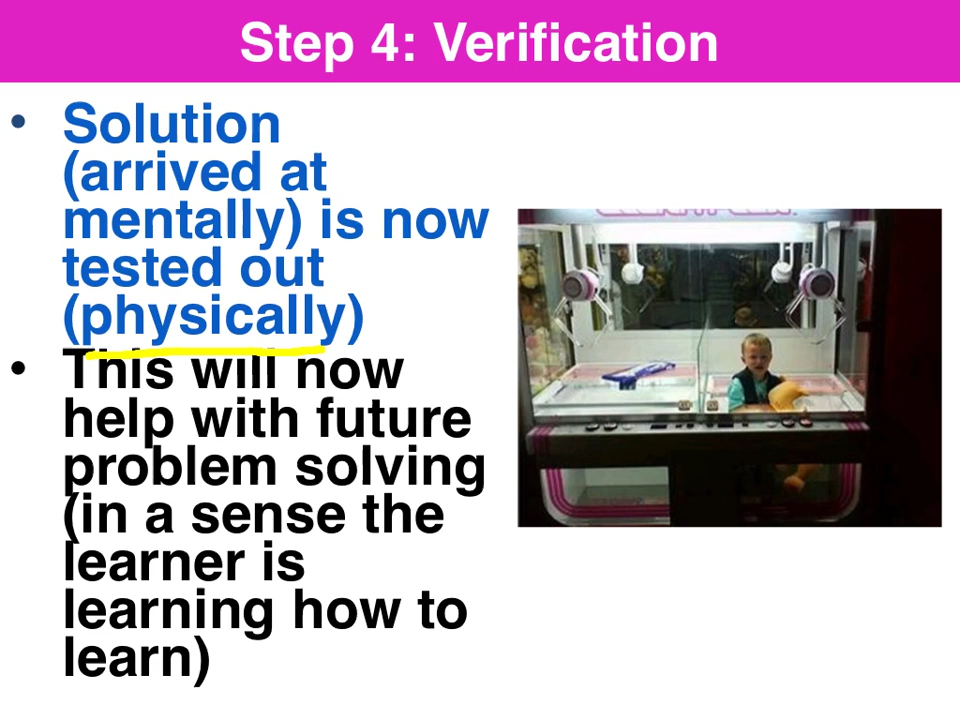 Step 4: Verification
• Solution
(arrived at
mentally) is now
tested out
(physically)
• This will now
help with future
problem solving
(in a sense the
learner is
learning how to
learn)